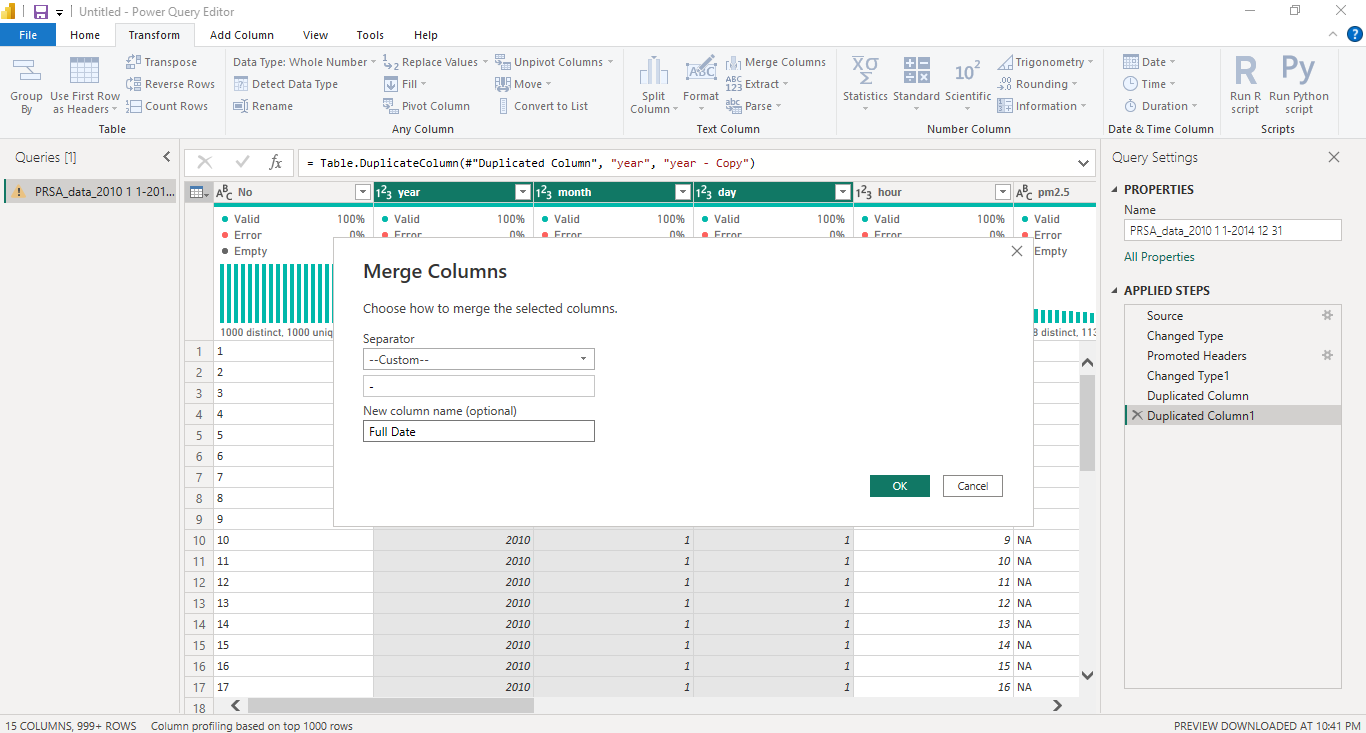 Untitled - Power Query Editor
File Home Transform Add Column View Tools Help
Group By
Use First Row as Headers
Transpose
Reverse Rows
Count Rows
Table
Data Type: Whole Number
Detect Data Type
Rename
Replace Values
Fill
Pivot Column
Unpivot Columns
Move
Convert to List
Any Column
Split Column
Format
Merge Columns
Extract
Parse
Text Column
Statistics
Standard
Scientific
Trigonometry
Rounding
Information
Number Column
Date
Time
Duration
Date & Time Column
Run R script
Run Python script
Scripts
Queries [1]
PRSA_data_2010 1 1-201...
= Table.DuplicateColumn(#"Duplicated Column", "year", "year - Copy")
No year month day hour pm2.5
Valid 100% Valid 100% Valid 100% Valid 100% Valid 100% Valid
Error 0% Error 0% Error 0% Error 0% Error 0% Error
Empty Empty
1000 distinct, 1000 uniq
8 distinct, 113
Merge Columns
Choose how to merge the selected columns.
Separator
--Custom--
-
New column name (optional)
Full Date
OK Cancel
1 1
2 2
3 3
4 4
5 5
6 6
7 7
8 8
9 9
10 10 2010 1 1 9 NA
11 11 2010 1 1 10 NA
12 12 2010 1 1 11 NA
13 13 2010 1 1 12 NA
14 14 2010 1 1 13 NA
15 15 2010 1 1 14 NA
16 16 2010 1 1 15 NA
17 17 2010 1 1 16 NA
18
Query Settings
PROPERTIES
Name
PRSA_data_2010 1 1-2014 12 31
All Properties
APPLIED STEPS
Source
Changed Type
Promoted Headers
Changed Type1
Duplicated Column
Duplicated Column1
15 COLUMNS, 999+ ROWS Column profiling based on top 1000 rows
PREVIEW DOWNLOADED AT 10:41 PM